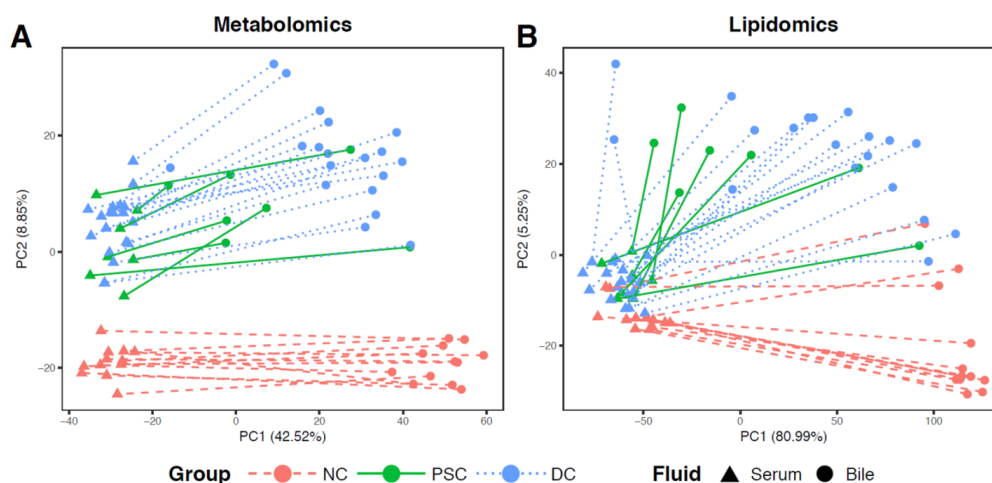 A
Metabolomics
20
0
−20
PC2 (8.85%)
−40
−20
0
20
40
60
PC1 (42.52%)
B
Lipidomics
40
20
0
−20
PC2 (5.25%)
−50
0
50
100
PC1 (80.99%)
Group NC PSC DC Fluid Serum Bile